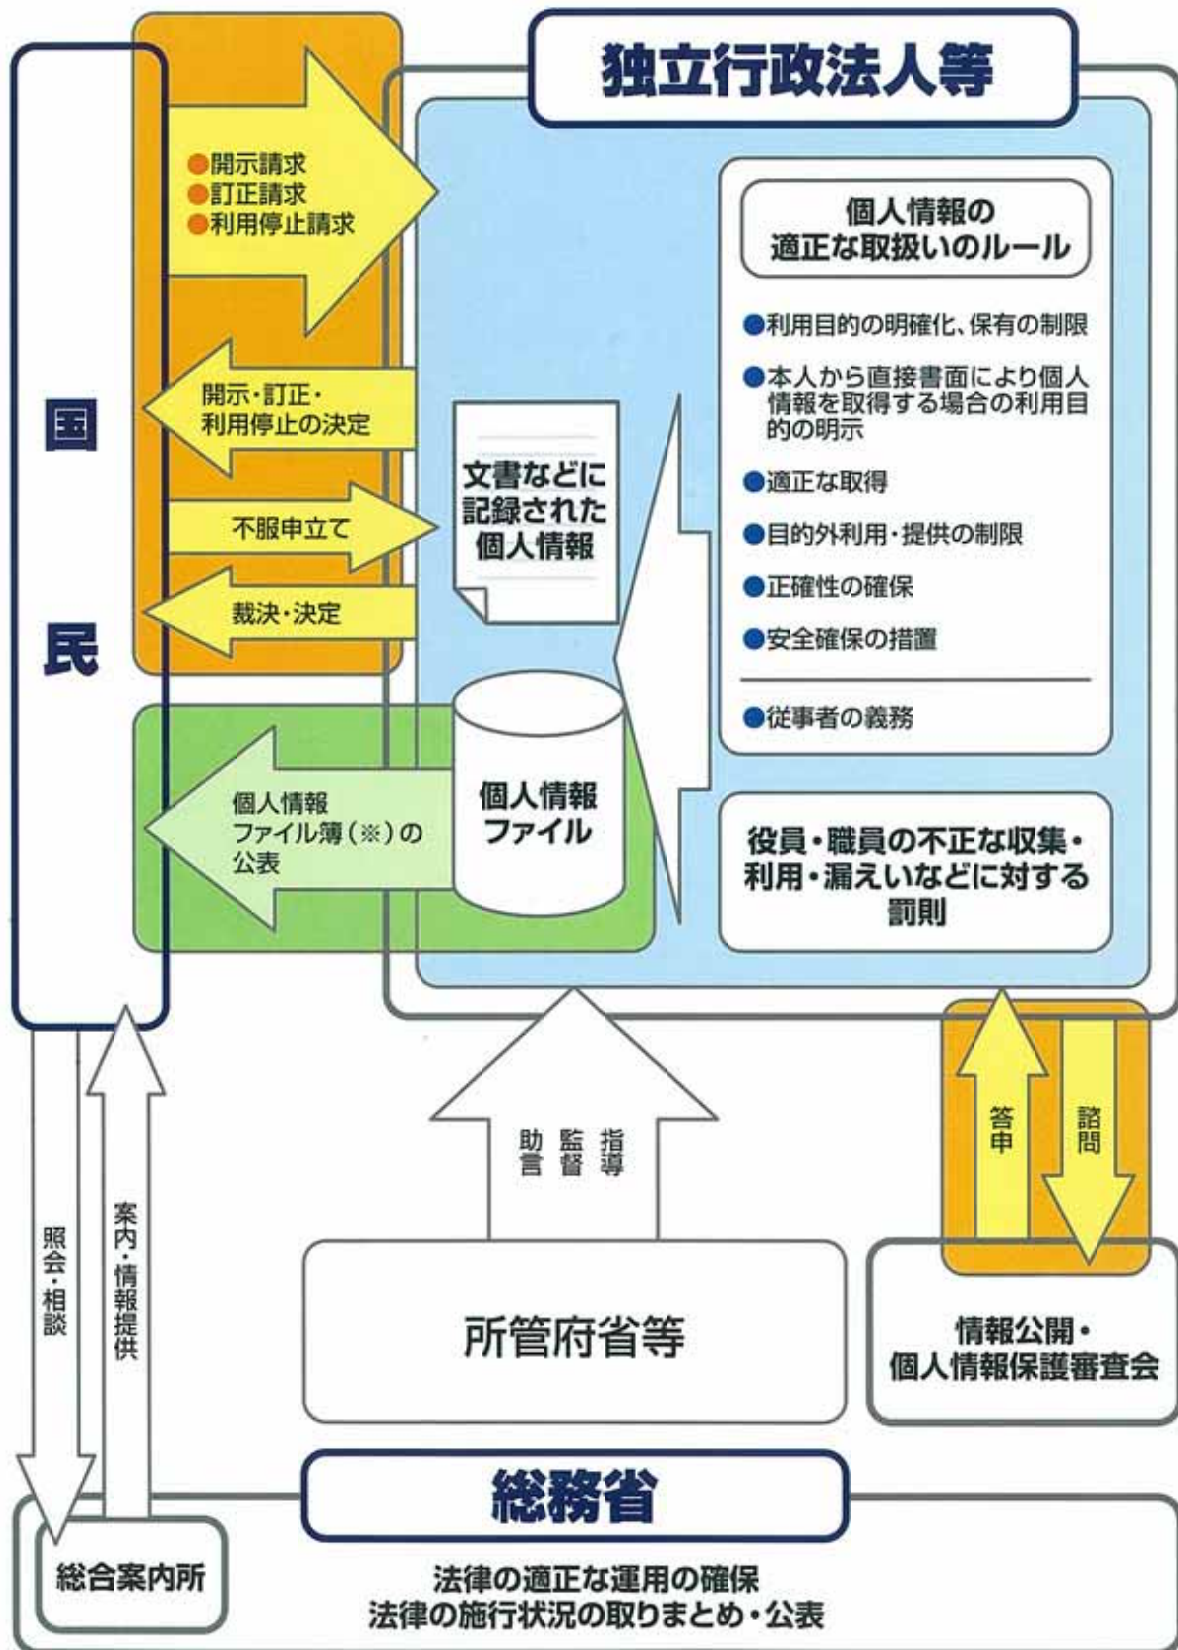 独立行政法人等
国民
●開示請求
●訂正請求
●利用停止請求
開示・訂正・
利用停止の決定
不服申立て
裁決・決定
個人情報
ファイル簿(※)の
公表
文書などに
記録された
個人情報
個人情報
ファイル
個人情報の
適正な取扱いのルール
●利用目的の明確化、保有の制限
●本人から直接書面により個人
情報を取得する場合の利用目
的の明示
●適正な取得
●目的外利用・提供の制限
●正確性の確保
●安全確保の措置
●従事者の義務
役員・職員の不正な収集・
利用・漏えいなどに対する
罰則
照会・相談
案内・情報提供
指導
監督
助言
答申
諮問
所管府省等
情報公開・
個人情報保護審査会
総務省
総合案内所
法律の適正な運用の確保
法律の施行状況の取りまとめ・公表